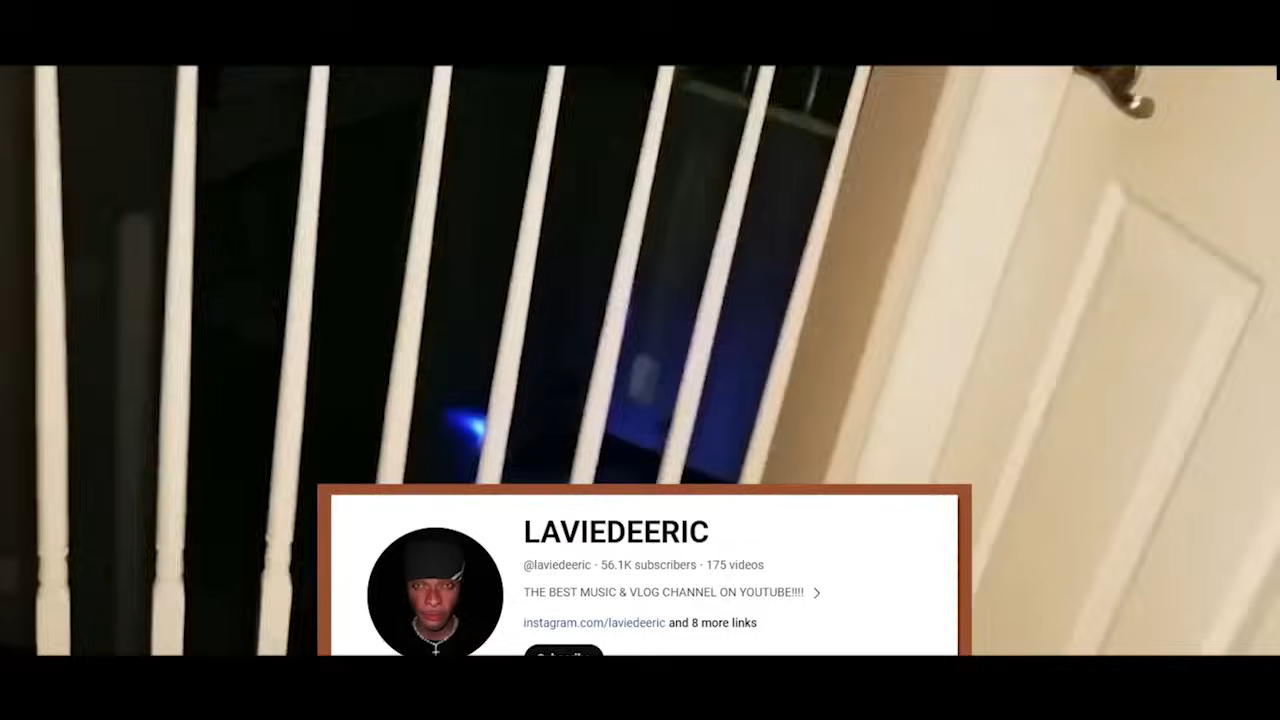 LAVIEDEERIC
@laviedeeric · 56.1K subscribers · 175 videos
THE BEST MUSIC & VLOG CHANNEL ON YOUTUBE!!!!
instagram.com/laviedeeric and 8 more links
Subscribe